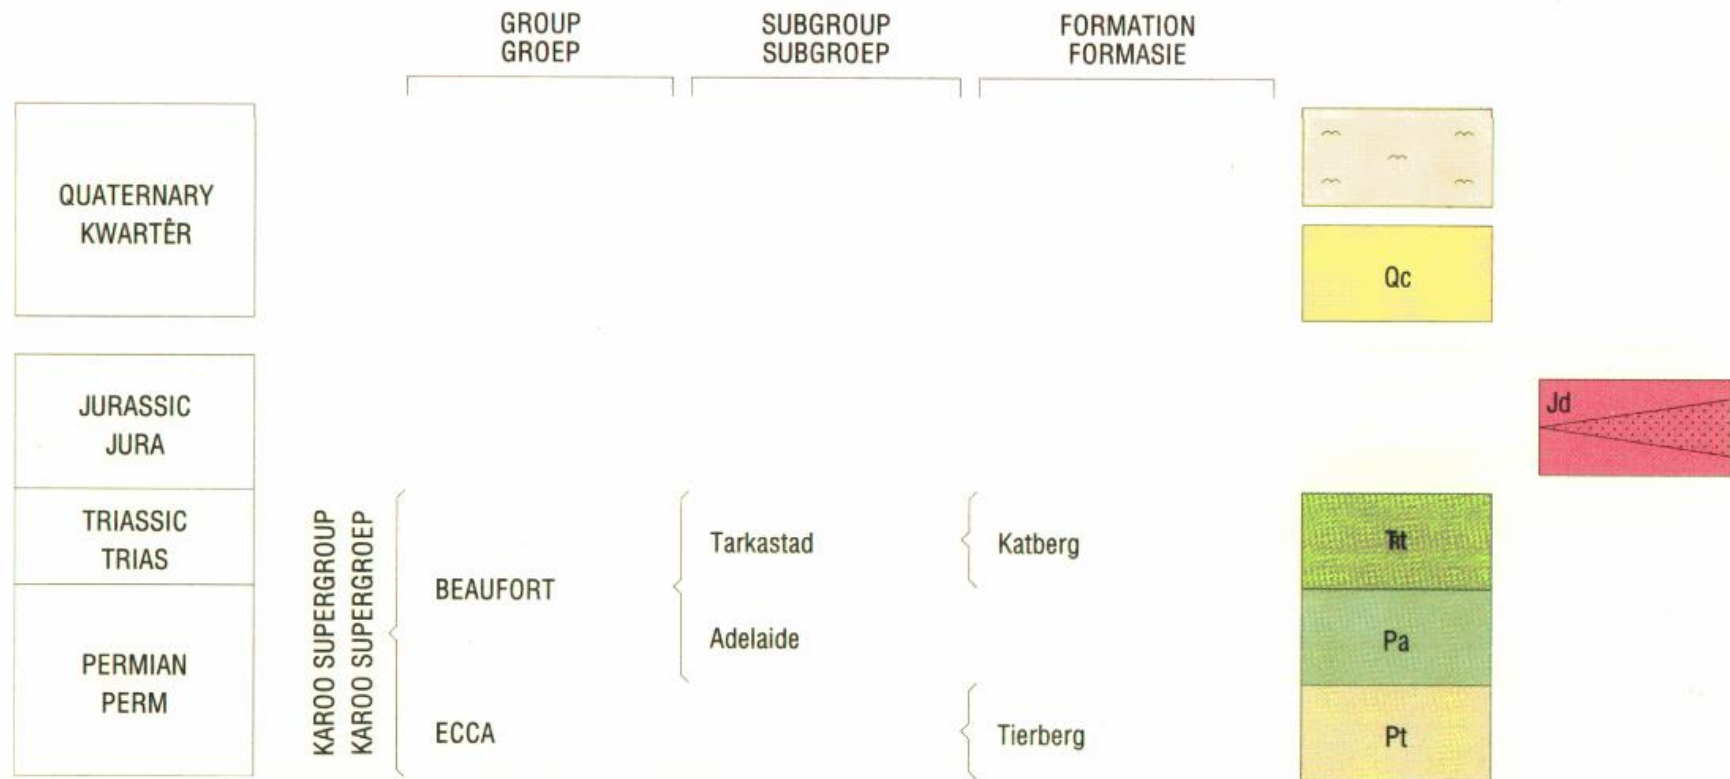 GROUP
GROEP
SUBGROUP
SUBGROEP
FORMATION
FORMASIE
QUATERNARY
KWARTÊR
Qc
JURASSIC
JURA
Jd
TRIASSIC
TRIAS
KAROO SUPERGROUP
KAROO SUPERGROEP
BEAUFORT
Tarkastad
Katberg
Adelaide
Pa
PERMIAN
PERM
ECCA
Tierberg
Pt